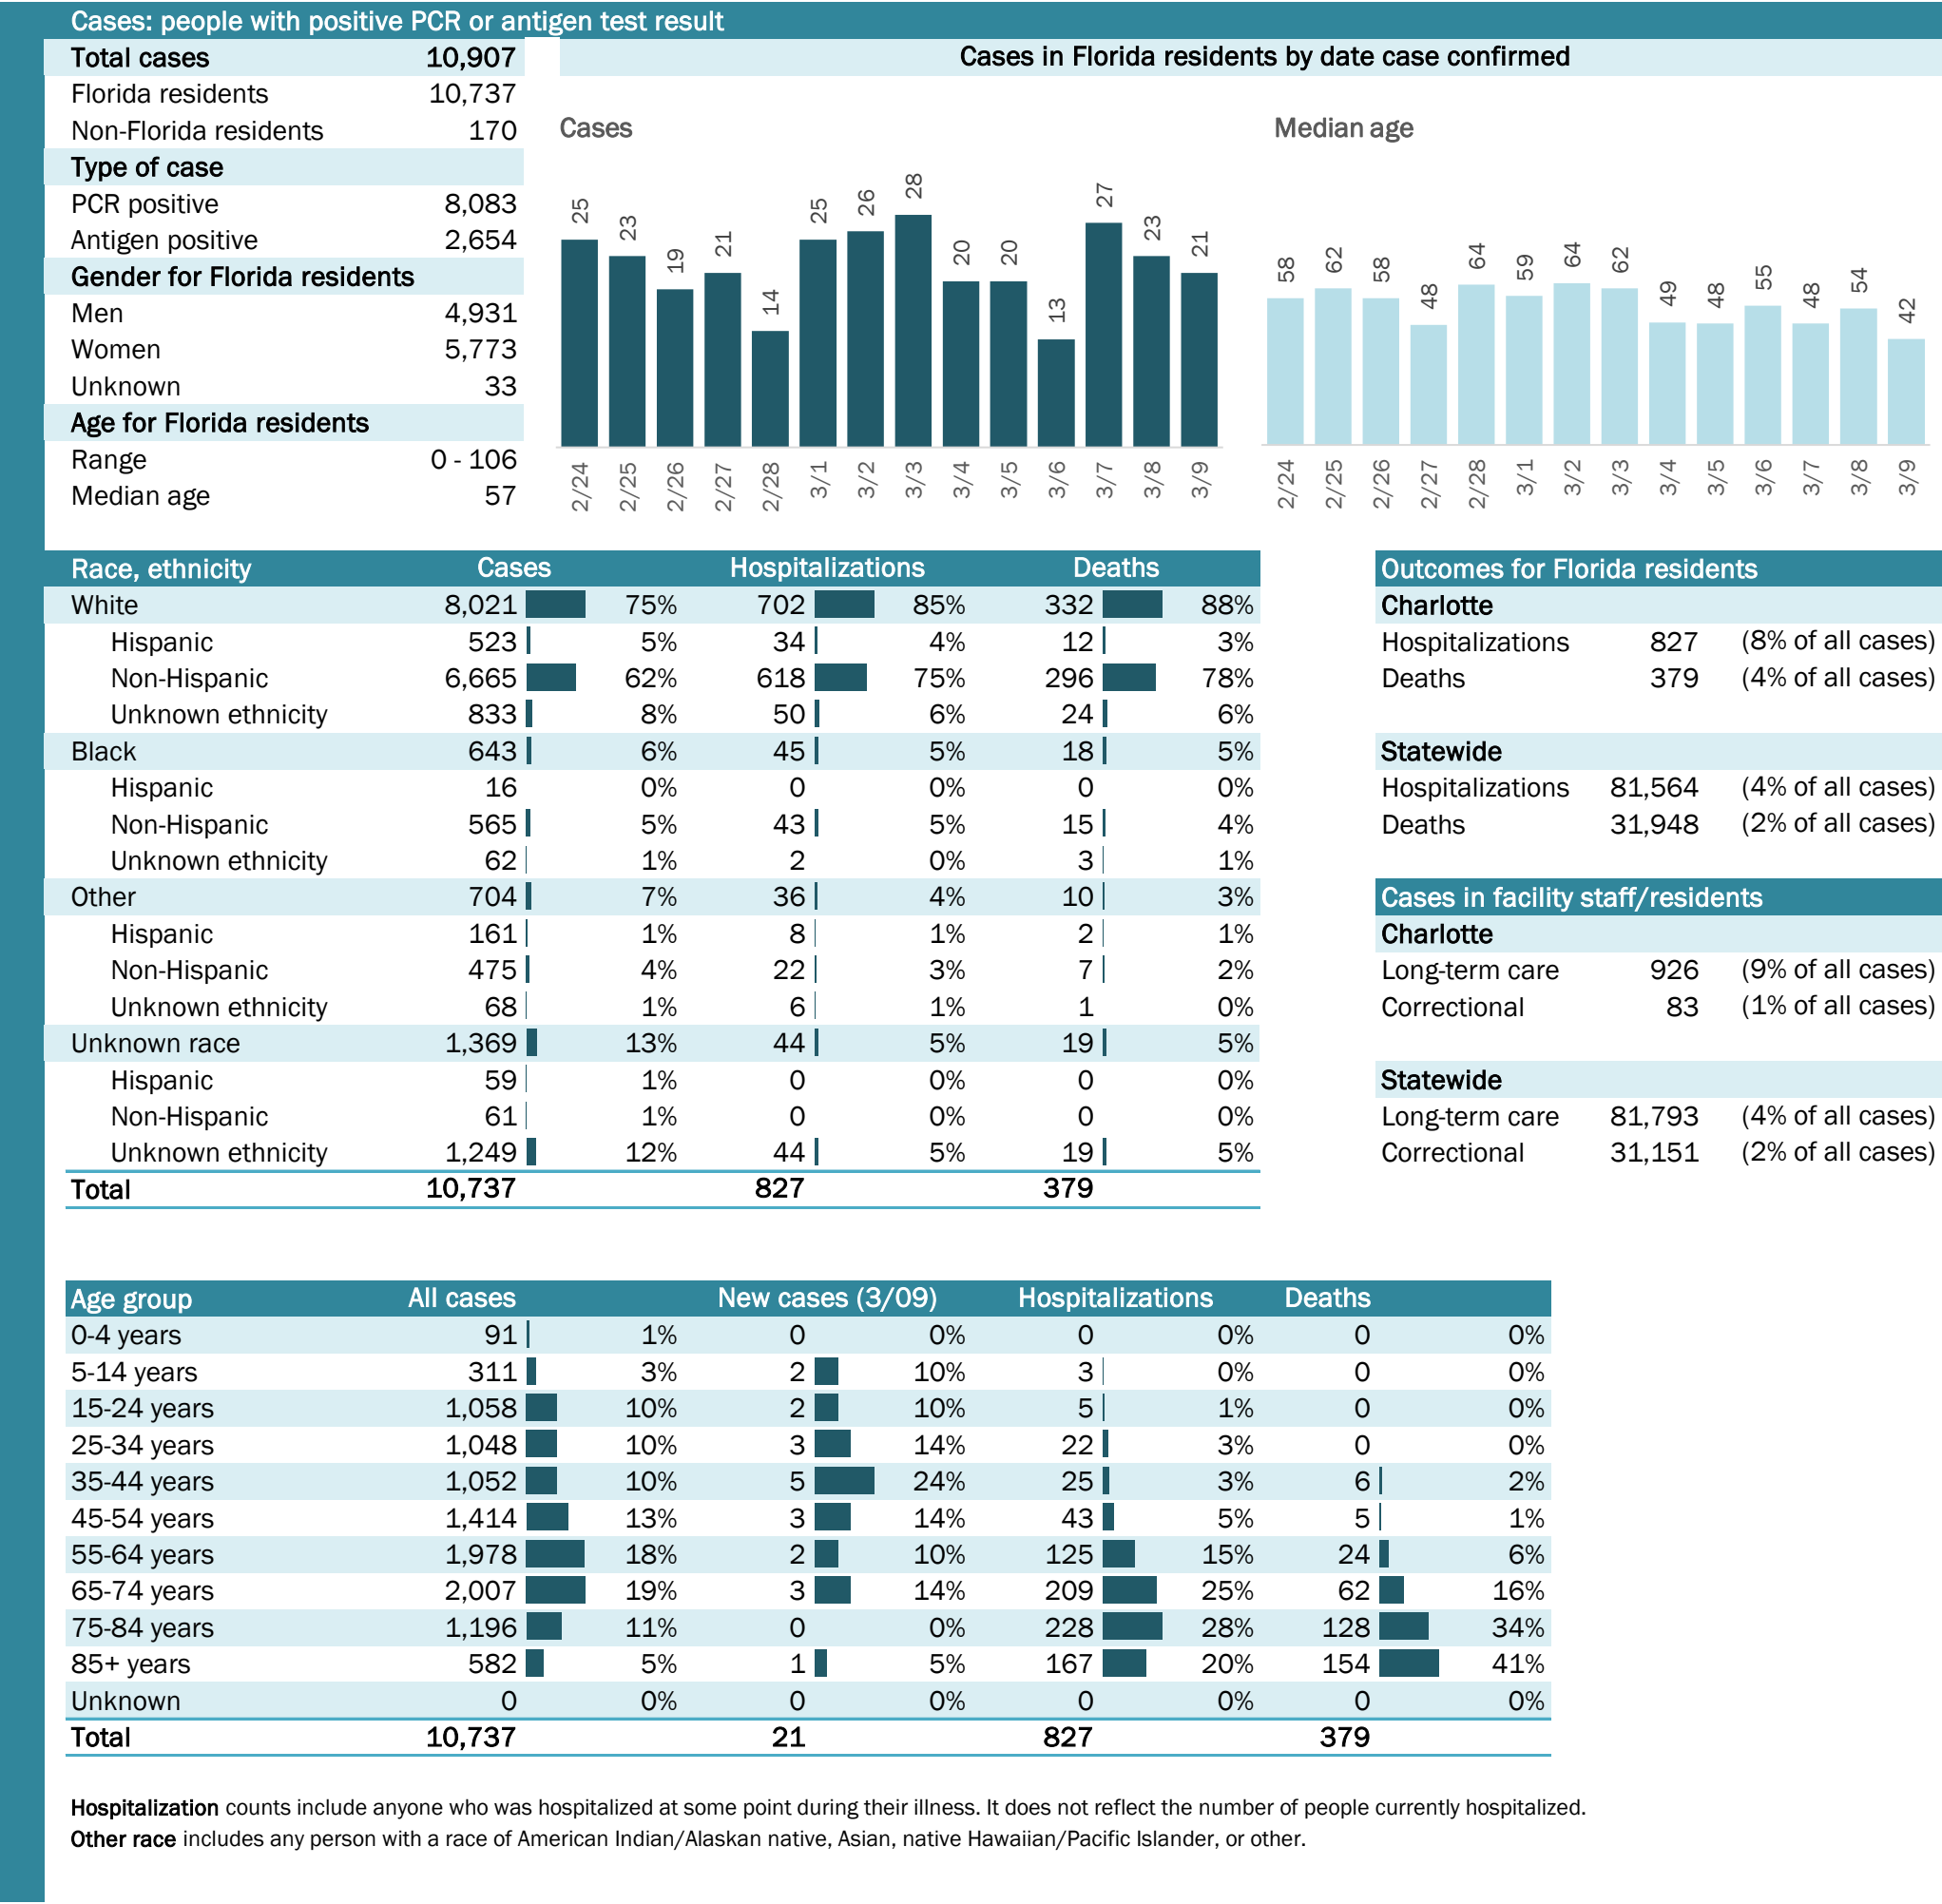 Cases: people with positive PCR or antigen test result
Total cases 10,907
Florida residents 10,737
Non-Florida residents 170
Type of case
PCR positive 8,083
Antigen positive 2,654
Gender for Florida residents
Men 4,931
Women 5,773
Unknown 33
Age for Florida residents
Range 0 - 106
Median age 57
Cases in Florida residents by date case confirmed
Cases
25 23 19 21 14 25 26 28 20 20 13 27 23 21
2/24 2/25 2/26 2/27 2/28 3/1 3/2 3/3 3/4 3/5 3/6 3/7 3/8 3/9
Median age
58 62 58 48 64 59 64 62 49 48 55 48 54 42
2/24 2/25 2/26 2/27 2/28 3/1 3/2 3/3 3/4 3/5 3/6 3/7 3/8 3/9
Race, ethnicity Cases Hospitalizations Deaths
White 8,021 75% 702 85% 332 88%
Hispanic 523 5% 34 4% 12 3%
Non-Hispanic 6,665 62% 618 75% 296 78%
Unknown ethnicity 833 8% 50 6% 24 6%
Black 643 6% 45 5% 18 5%
Hispanic 16 0% 0 0% 0 0%
Non-Hispanic 565 5% 43 5% 15 4%
Unknown ethnicity 62 1% 2 0% 3 1%
Other 704 7% 36 4% 10 3%
Hispanic 161 1% 8 1% 2 1%
Non-Hispanic 475 4% 22 3% 7 2%
Unknown ethnicity 68 1% 6 1% 1 0%
Unknown race 1,369 13% 44 5% 19 5%
Hispanic 59 1% 0 0% 0 0%
Non-Hispanic 61 1% 0 0% 0 0%
Unknown ethnicity 1,249 12% 44 5% 19 5%
Total 10,737 827 379
Outcomes for Florida residents
Charlotte
Hospitalizations 827 (8% of all cases)
Deaths 379 (4% of all cases)
Statewide
Hospitalizations 81,564 (4% of all cases)
Deaths 31,948 (2% of all cases)
Cases in facility staff/residents
Charlotte
Long-term care 926 (9% of all cases)
Correctional 83 (1% of all cases)
Statewide
Long-term care 81,793 (4% of all cases)
Correctional 31,151 (2% of all cases)
Age group All cases New cases (3/09) Hospitalizations Deaths
0-4 years 91 1% 0 0% 0 0% 0 0%
5-14 years 311 3% 2 10% 3 0% 0 0%
15-24 years 1,058 10% 2 10% 5 1% 0 0%
25-34 years 1,048 10% 3 14% 22 3% 0 0%
35-44 years 1,052 10% 5 24% 25 3% 6 2%
45-54 years 1,414 13% 3 14% 43 5% 5 1%
55-64 years 1,978 18% 2 10% 125 15% 24 6%
65-74 years 2,007 19% 3 14% 209 25% 62 16%
75-84 years 1,196 11% 0 0% 228 28% 128 34%
85+ years 582 5% 1 5% 167 20% 154 41%
Unknown 0 0% 0 0% 0 0% 0 0%
Total 10,737 21 827 379
Hospitalization counts include anyone who was hospitalized at some point during their illness. It does not reflect the number of people currently hospitalized.
Other race includes any person with a race of American Indian/Alaskan native, Asian, native Hawaiian/Pacific Islander, or other.